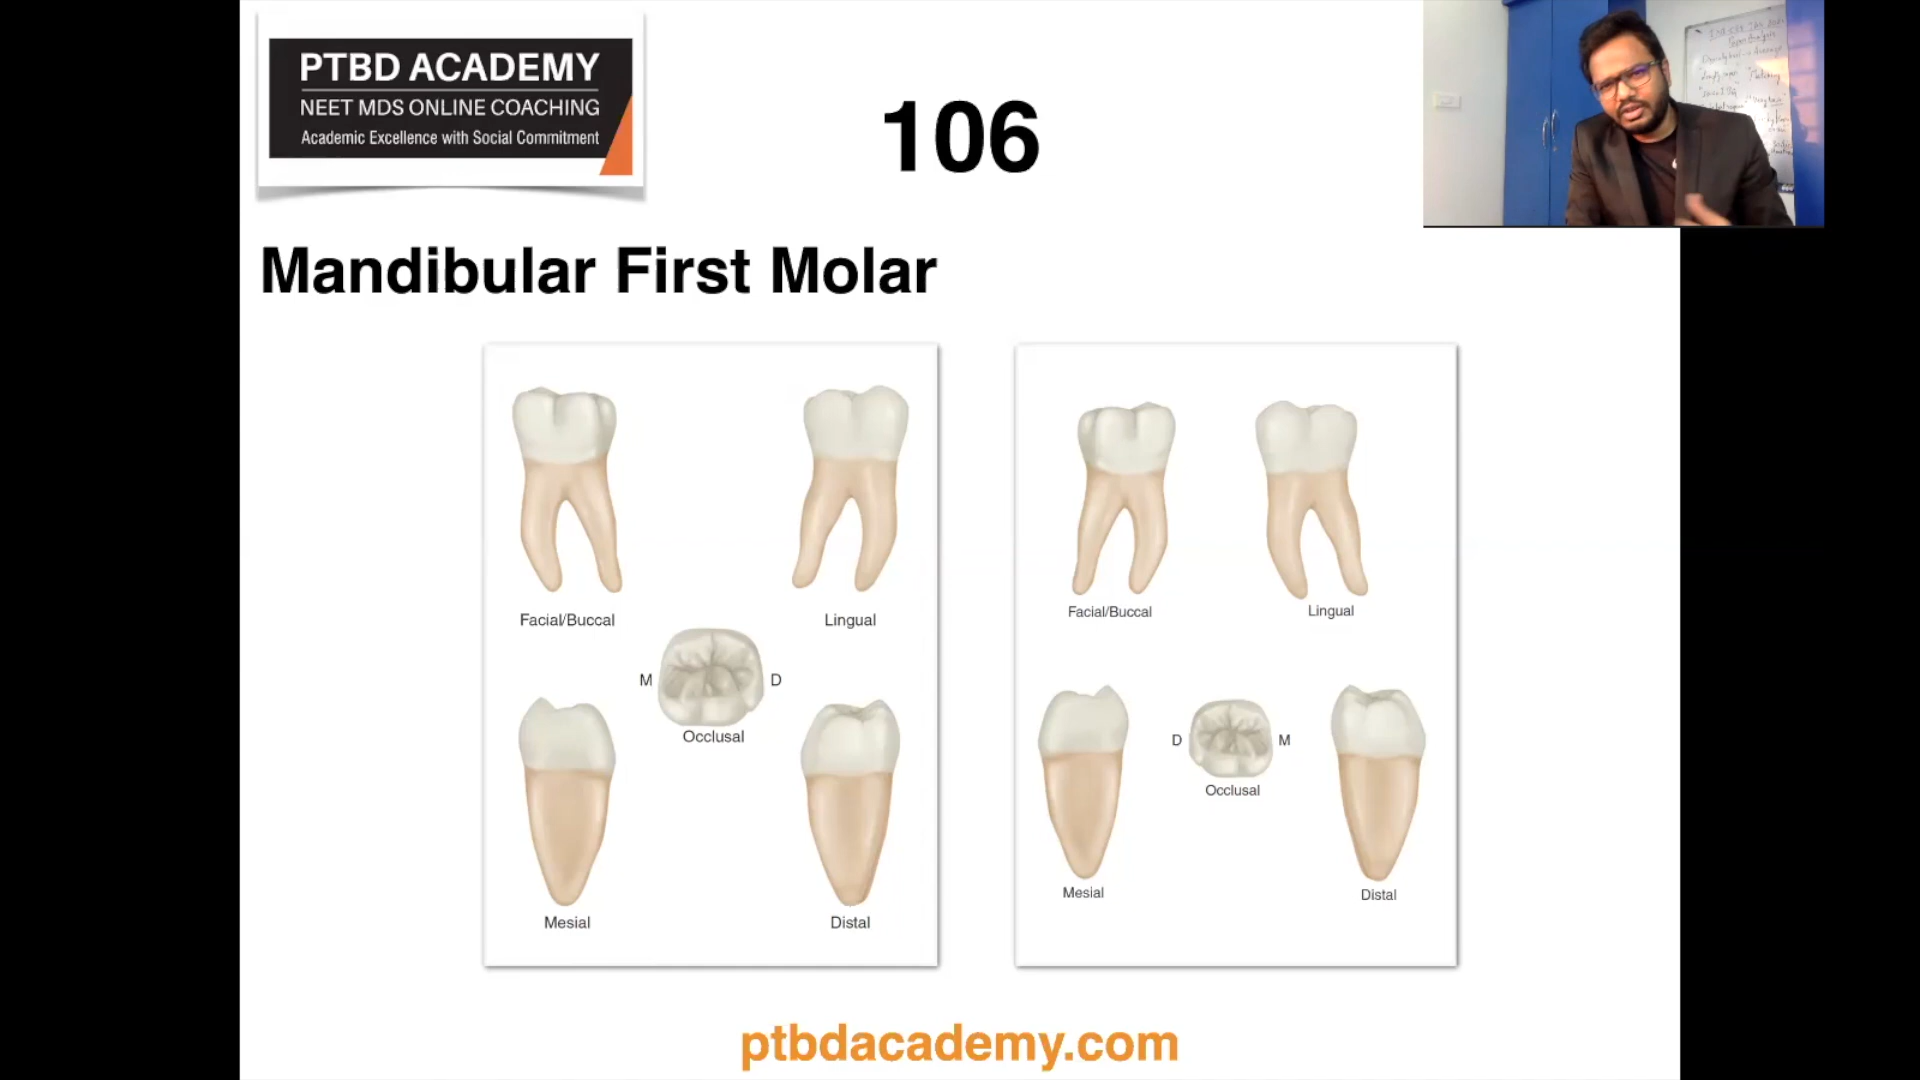 PTBD ACADEMY
NEET MDS ONLINE COACHING
Academic Excellence with Social Commitment
106
Mandibular First Molar
Facial/Buccal
Lingual
M
D
Occlusal
Mesial
Distal
Facial/Buccal
Lingual
D
M
Occlusal
Mesial
Distal
ptbdacademy.com